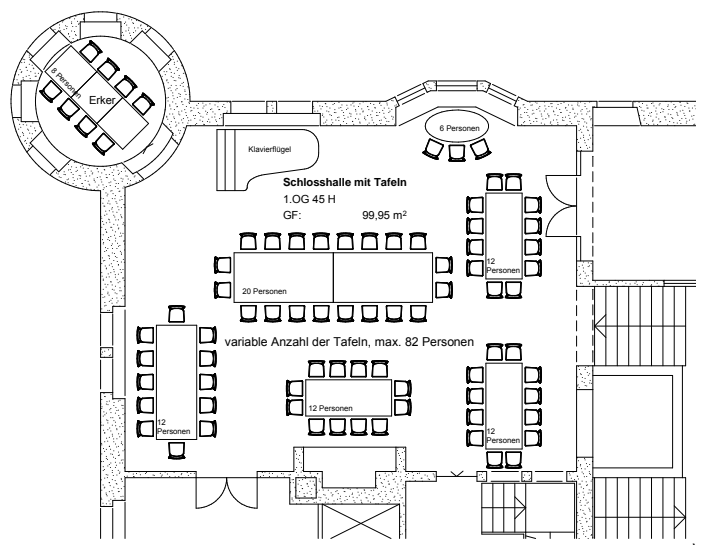 8 Personen
Erker
6 Personen
Klavierflügel
Schlosshalle mit Tafeln
1.OG 45 H
GF: 99,95 m²
12
Personen
20 Personen
variable Anzahl der Tafeln, max. 82 Personen
12 Personen
12
Personen
12
Personen